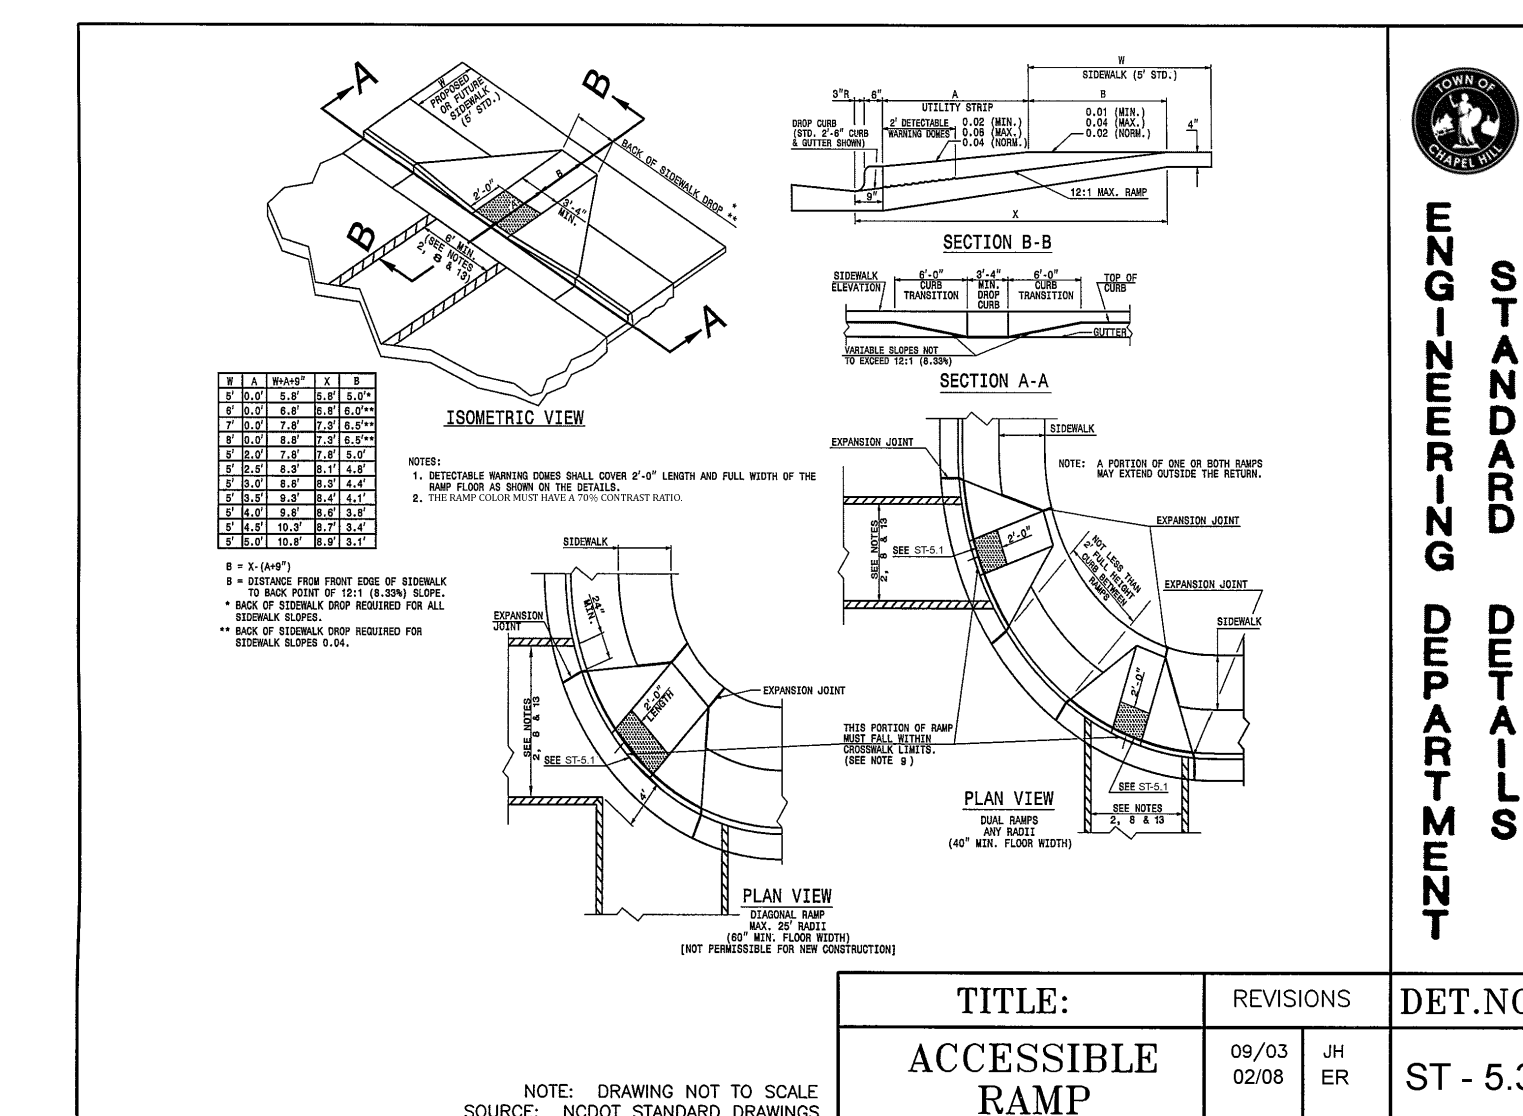 A
B
W
PROPOSED
OR FUTURE
SIDEWALK
(5' STD.)
BACK OF SIDEWALK DROP * **
2'-0"
B
3'-4"
MIN.
B
6' MIN.
(SEE NOTES
2, 8 & 13)
A
ISOMETRIC VIEW
W
SIDEWALK (5' STD.)
3"R 6" A B
UTILITY STRIP
DROP CURB
(STD. 2'-6" CURB
& GUTTER SHOWN)
2' DETECTABLE
WARNING DOMES
0.02 (MIN.)
0.06 (MAX.)
0.04 (NORM.)
0.01 (MIN.)
0.04 (MAX.)
0.02 (NORM.)
4"
9"
12:1 MAX. RAMP
X
SECTION B-B
SIDEWALK
ELEVATION
6'-0"
CURB
TRANSITION
3'-4"
MIN.
DROP
CURB
6'-0"
CURB
TRANSITION
TOP OF
CURB
GUTTER
VARIABLE SLOPES NOT
TO EXCEED 12:1 (8.33%)
SECTION A-A
W A W+A+9" X B
5' 0.0' 5.8' 5.8' 5.0'*
6' 0.0' 6.8' 6.8' 6.0'**
7' 0.0' 7.8' 7.3' 6.5'**
8' 0.0' 8.8' 7.3' 6.5'**
5' 2.0' 7.8' 7.8' 5.0'
5' 2.5' 8.3' 8.1' 4.8'
5' 3.0' 8.8' 8.3' 4.4'
5' 3.5' 9.3' 8.4' 4.1'
5' 4.0' 9.8' 8.6' 3.8'
5' 4.5' 10.3' 8.7' 3.4'
5' 5.0' 10.8' 8.9' 3.1'
B = X-(A+9")
B = DISTANCE FROM FRONT EDGE OF SIDEWALK
TO BACK POINT OF 12:1 (8.33%) SLOPE.
* BACK OF SIDEWALK DROP REQUIRED FOR ALL
SIDEWALK SLOPES.
** BACK OF SIDEWALK DROP REQUIRED FOR
SIDEWALK SLOPES 0.04.
NOTES:
1. DETECTABLE WARNING DOMES SHALL COVER 2'-0" LENGTH AND FULL WIDTH OF THE
RAMP FLOOR AS SHOWN ON THE DETAILS.
2. THE RAMP COLOR MUST HAVE A 70% CONTRAST RATIO.
SIDEWALK
24"
MIN.
EXPANSION
JOINT
2'-0"
LENGTH
EXPANSION JOINT
SEE NOTES
2, 8 & 13
SEE ST-5.1
4'
PLAN VIEW
DIAGONAL RAMP
MAX. 25' RADII
(60" MIN. FLOOR WIDTH)
[NOT PERMISSIBLE FOR NEW CONSTRUCTION]
SIDEWALK
EXPANSION JOINT
NOTE: A PORTION OF ONE OR BOTH RAMPS
MAY EXTEND OUTSIDE THE RETURN.
EXPANSION JOINT
SEE NOTES
2, 8 & 13
SEE ST-5.1
2'-0"
NOT LESS THAN
2' FULL HEIGHT
CURB BETWEEN
RAMPS
EXPANSION JOINT
SIDEWALK
2'-0"
THIS PORTION OF RAMP
MUST FALL WITHIN
CROSSWALK LIMITS.
(SEE NOTE 9)
SEE ST-5.1
SEE NOTES
2, 8 & 13
PLAN VIEW
DUAL RAMPS
ANY RADII
(40" MIN. FLOOR WIDTH)
TOWN OF
CHAPEL HILL
ENGINEERING DEPARTMENT
STANDARD DETAILS
TITLE: REVISIONS DET.NO
ACCESSIBLE
RAMP
09/03 JH
02/08 ER
ST - 5.3
NOTE: DRAWING NOT TO SCALE
SOURCE: NCDOT STANDARD DRAWINGS